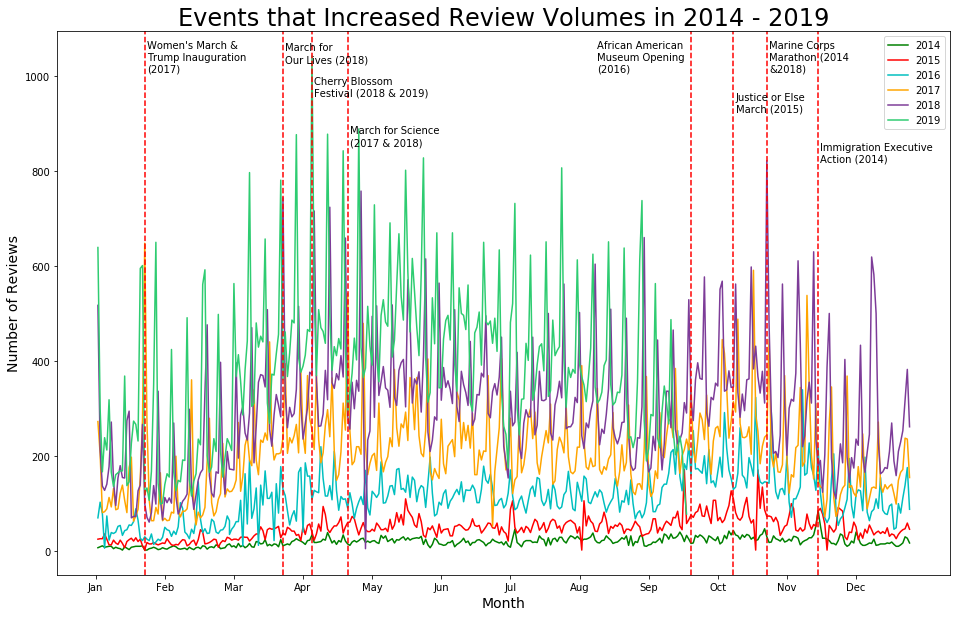 Events that Increased Review Volumes in 2014 - 2019
Women's March &
Trump Inauguration
(2017)
March for
Our Lives (2018)
Cherry Blossom
Festival (2018 & 2019)
March for Science
(2017 & 2018)
African American
Museum Opening
(2016)
Justice or Else
March (2015)
Marine Corps
Marathon (2014
&2018)
Immigration Executive
Action (2014)
2014
2015
2016
2017
2018
2019
Number of Reviews
1000
800
600
400
200
0
Jan Feb Mar Apr May Jun Jul Aug Sep Oct Nov Dec
Month